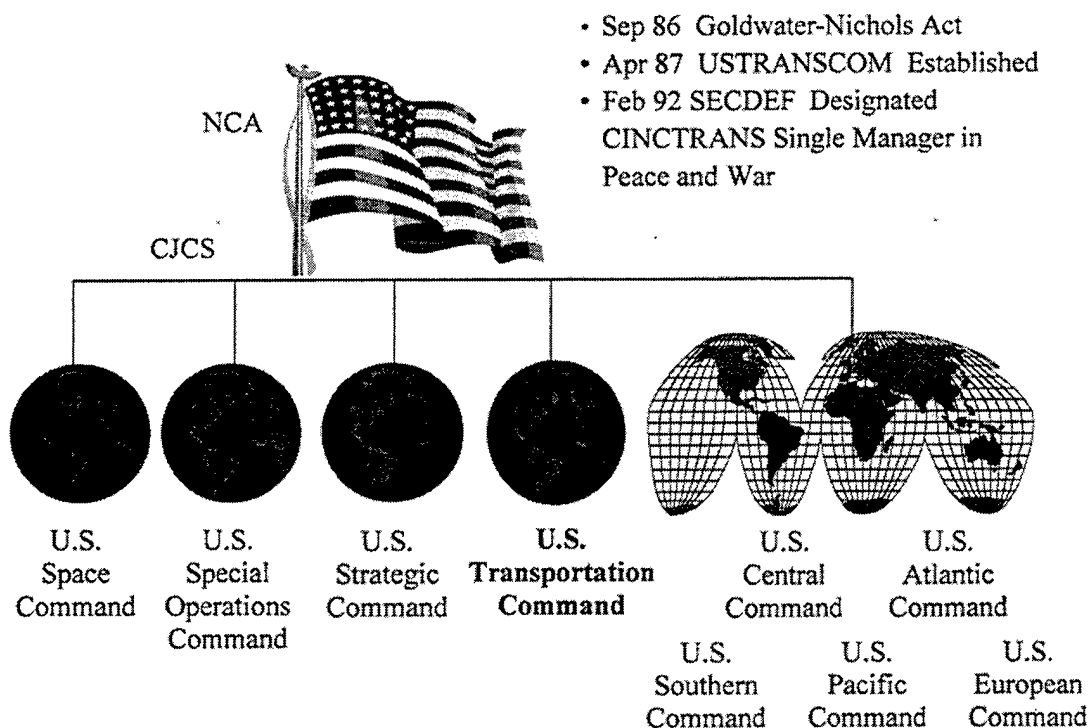 • Sep 86 Goldwater-Nichols Act
• Apr 87 USTRANSCOM Established
• Feb 92 SECDEF Designated
CINCTRANS Single Manager in
Peace and War
NCA
CJCS
U.S.
Space
Command
U.S.
Special
Operations
Command
U.S.
Strategic
Command
U.S.
Transportation
Command
U.S.
Central
Command
U.S.
Atlantic
Command
U.S.
Southern
Command
U.S.
Pacific
Command
U.S.
European
Command